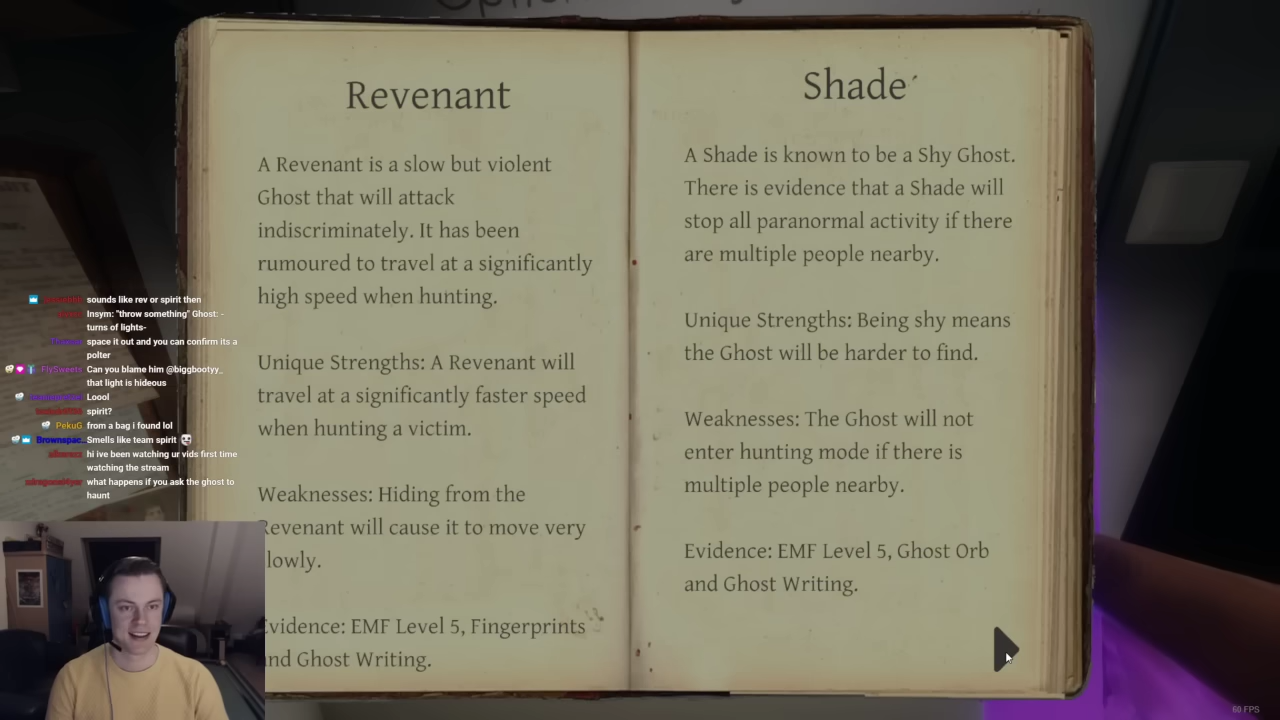 Revenant
A Revenant is a slow but violent
Ghost that will attack
indiscriminately. It has been
rumoured to travel at a significantly
high speed when hunting.
Unique Strengths: A Revenant will
travel at a significantly faster speed
when hunting a victim.
Weaknesses: Hiding from the
Revenant will cause it to move very
lowly.
Evidence: EMF Level 5, Fingerprints
nd Ghost Writing.
Shade
A Shade is known to be a Shy Ghost.
There is evidence that a Shade will
stop all paranormal activity if there
are multiple people nearby.
Unique Strengths: Being shy means
the Ghost will be harder to find.
Weaknesses: The Ghost will not
enter hunting mode if there is
multiple people nearby.
Evidence: EMF Level 5, Ghost Orb
and Ghost Writing.
sounds like rev or spirit then
Insym: "throw something" Ghost: -
turns of lights-
space it out and you can confirm its a
polter
FlySweets Can you blame him @biggbootyy_
that light is hideous
Loool
spirit?
PekuG from a bag i found lol
Brownspac.. Smells like team spirit
hi ive been watching ur vids first time
watching the stream
what happens if you ask the ghost to
haunt
60 FPS